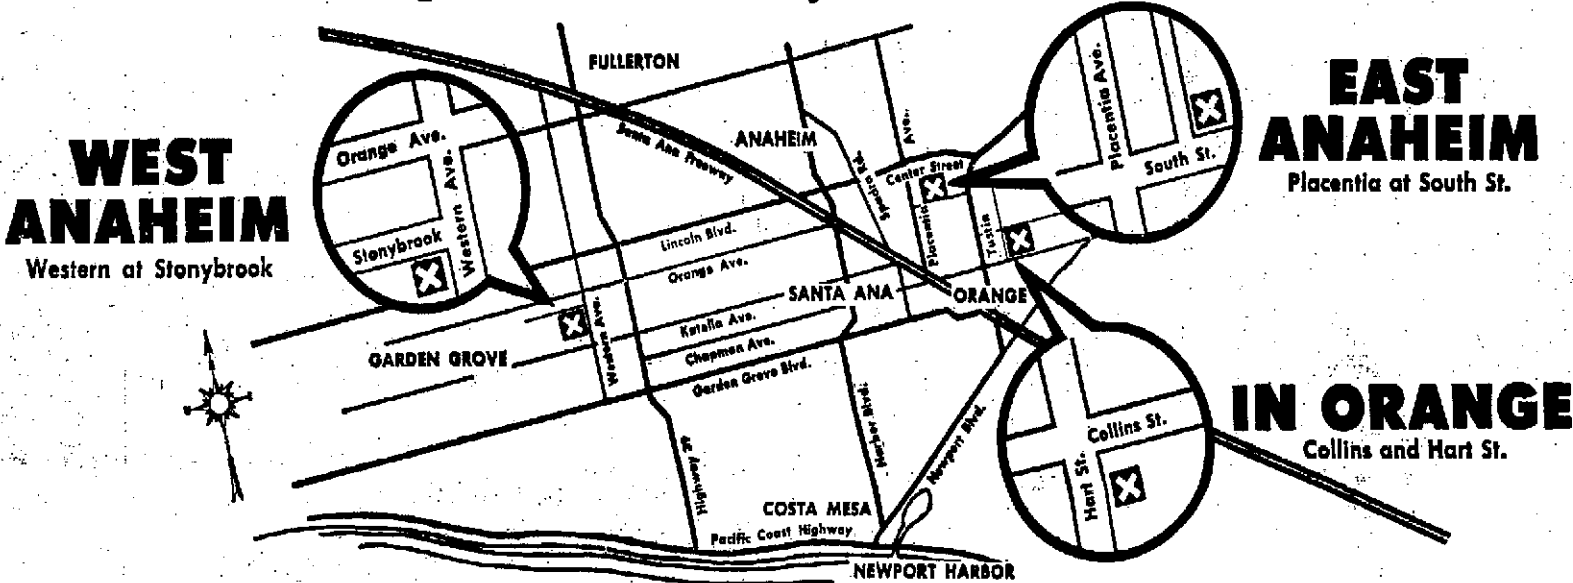 WEST
ANAHEIM
Western at Stonybrook
Orange Ave.
Western Ave.
Stonybrook
FULLERTON
Santa Ana Freeway
ANAHEIM
Spadra Rd.
Ave.
Center Street
Placentia
Tustin
Lincoln Blvd.
Orange Ave.
SANTA ANA
ORANGE
Katella Ave.
Chapman Ave.
Garden Grove Blvd.
GARDEN GROVE
Western Ave.
Highway 39
Harbor Blvd.
Newport Blvd.
COSTA MESA
Pacific Coast Highway
NEWPORT HARBOR
Placentia Ave.
South St.
EAST
ANAHEIM
Placentia at South St.
Collins St.
Hart St.
IN ORANGE
Collins and Hart St.